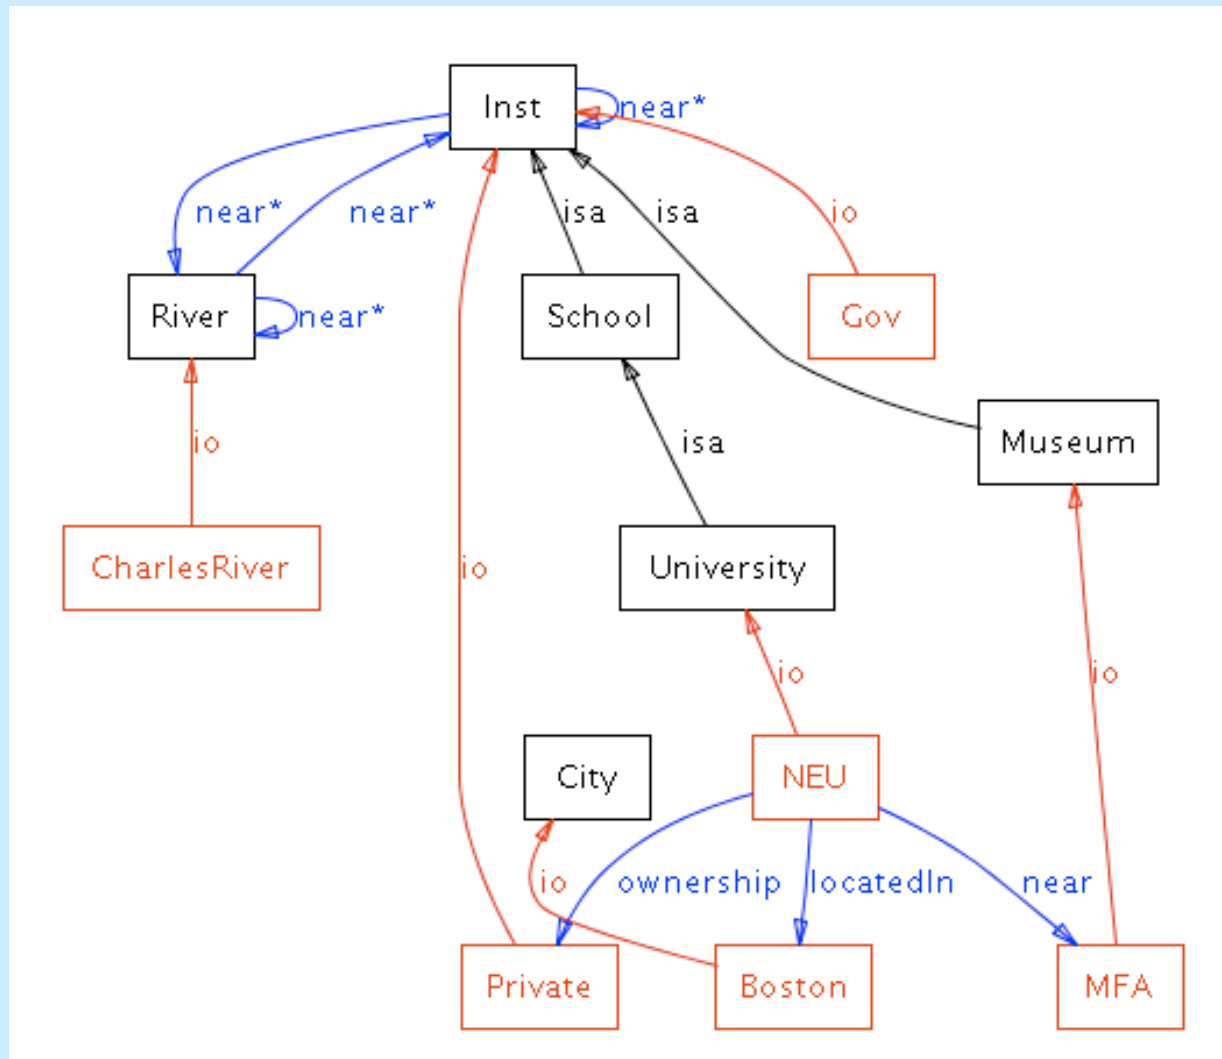 Inst
near*
near*
near*
isa
isa
io
River
near*
School
Gov
io
isa
Museum
CharlesRiver
io
University
io
io
City
NEU
io
ownership
locatedIn
near
Private
Boston
MFA